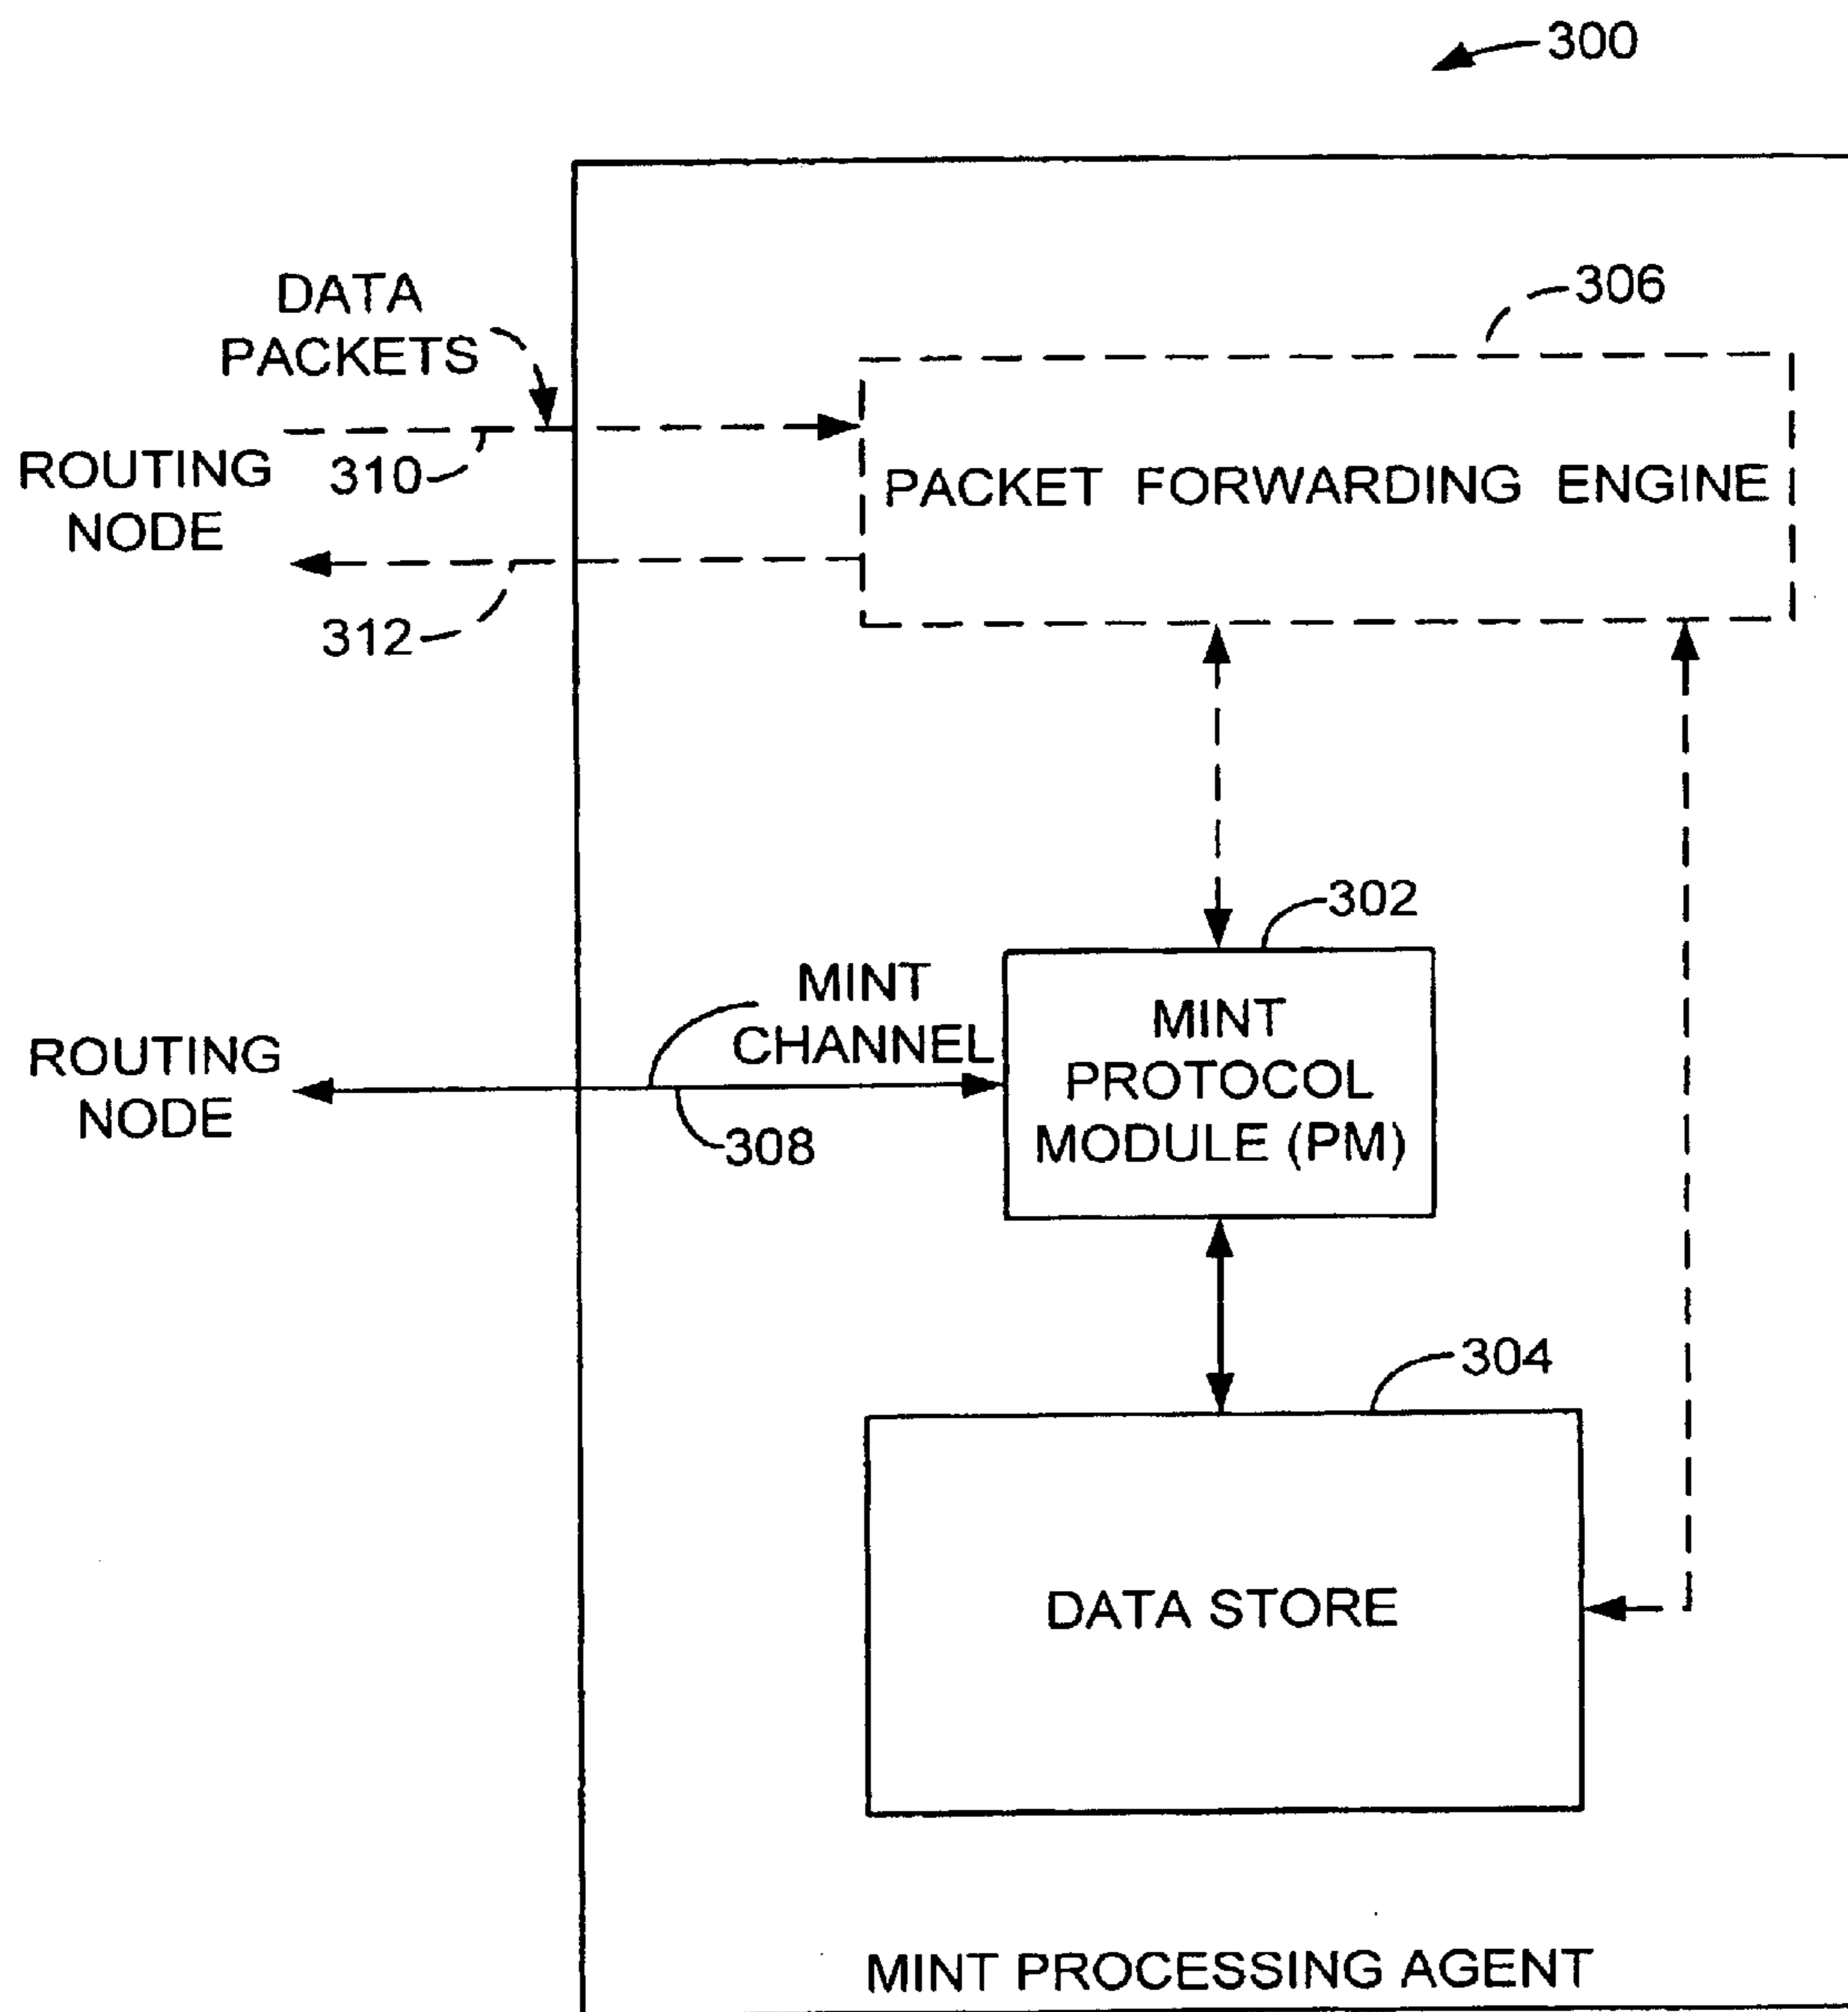 300
DATA
PACKETS
306
310
ROUTING
NODE
PACKET FORWARDING ENGINE
312
302
MINT
CHANNEL
MINT
PROTOCOL
MODULE (PM)
ROUTING
NODE
308
304
DATA STORE
MINT PROCESSING AGENT